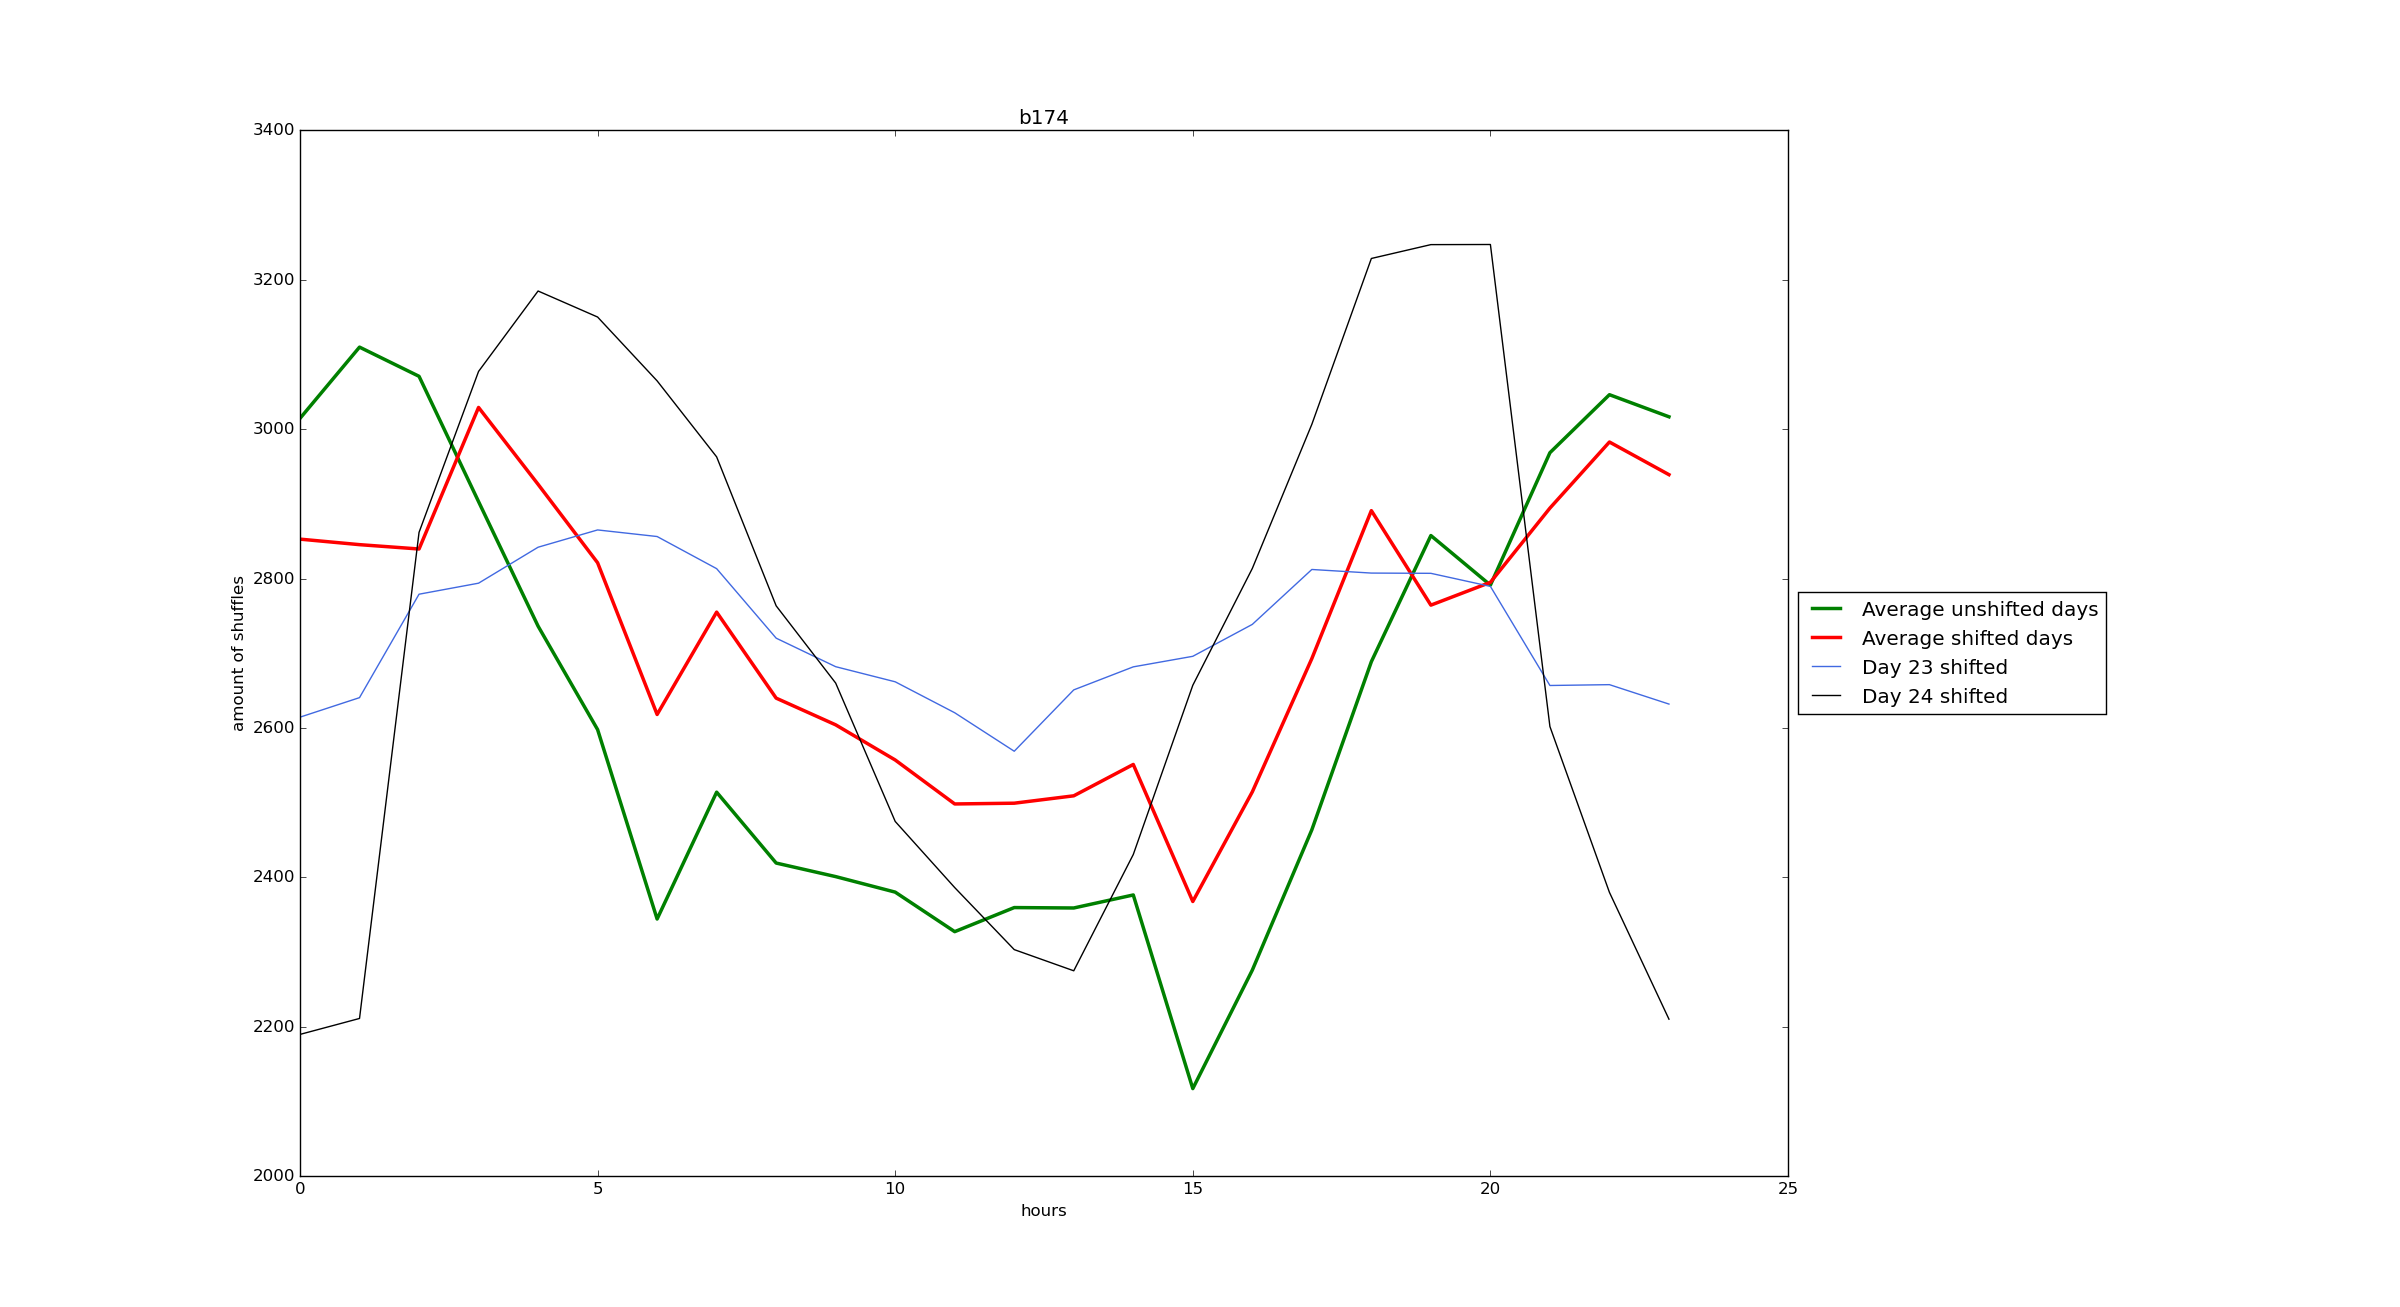 b174
3400
3200
3000
2800
2600
2400
2200
2000
amount of shuffles
0 5 10 15 20 25
hours
Average unshifted days
Average shifted days
Day 23 shifted
Day 24 shifted